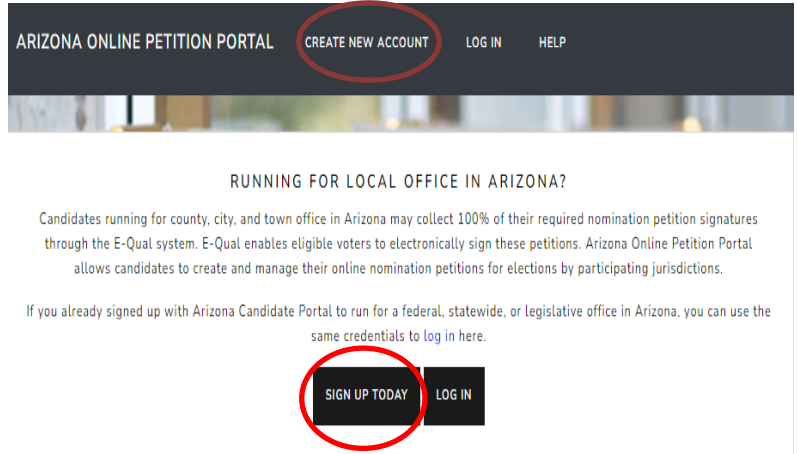 ARIZONA ONLINE PETITION PORTAL CREATE NEW ACCOUNT LOG IN HELP
RUNNING FOR LOCAL OFFICE IN ARIZONA?
Candidates running for county, city, and town office in Arizona may collect 100% of their required nomination petition signatures
through the E-Qual system. E-Qual enables eligible voters to electronically sign these petitions. Arizona Online Petition Portal
allows candidates to create and manage their online nomination petitions for elections by participating jurisdictions.
If you already signed up with Arizona Candidate Portal to run for a federal, statewide, or legislative office in Arizona, you can use the
same credentials to log in here.
SIGN UP TODAY LOG IN